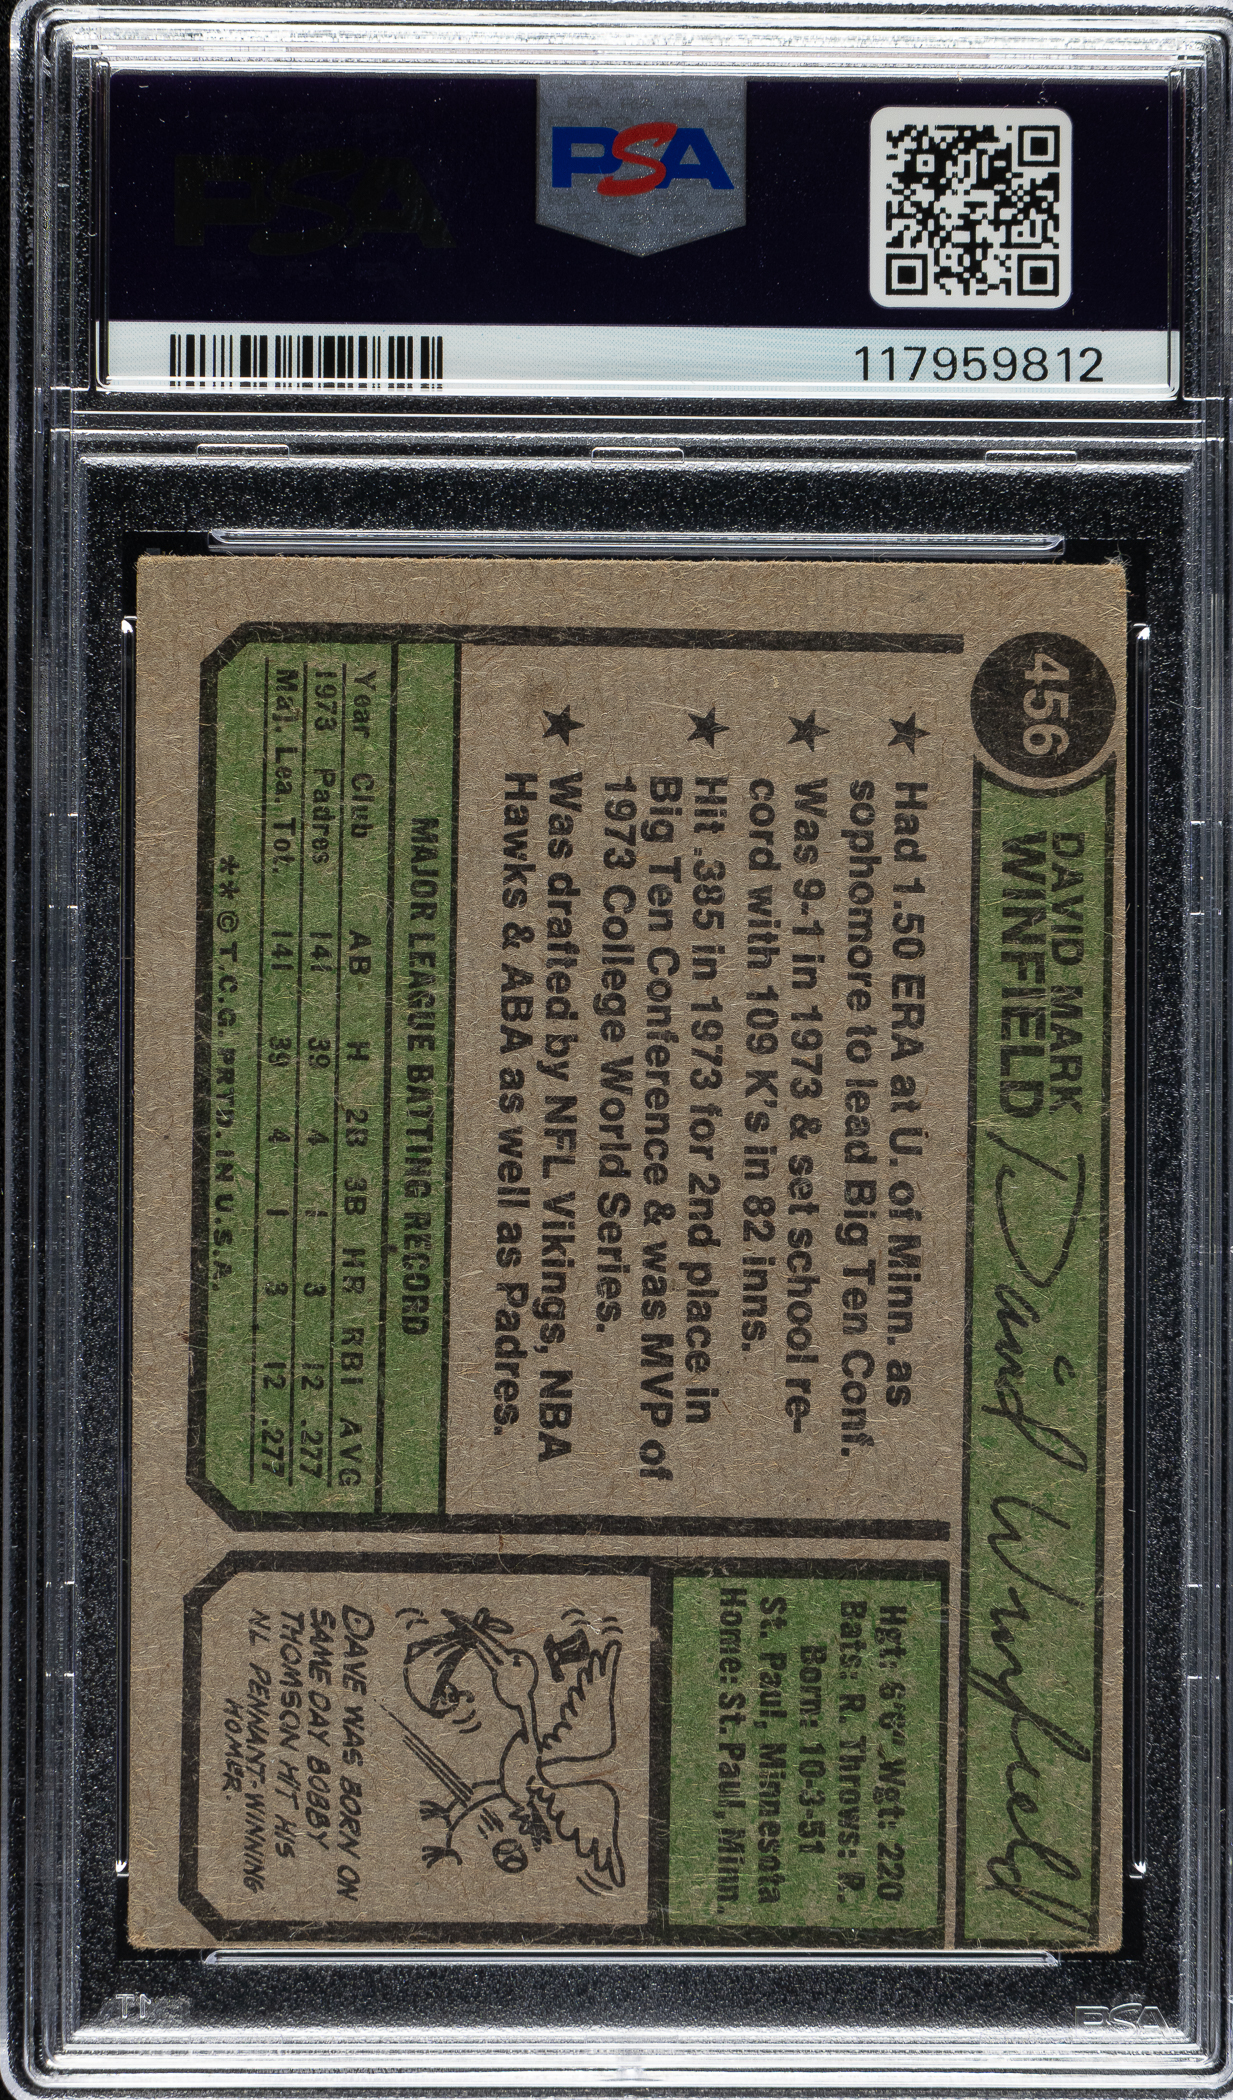 PSA
PSA
117959812
456
DAVID MARK
WINFIELD
David Winfield
★ Had 1.50 ERA at U. of Minn. as
sophomore to lead Big Ten Conf.
★ Was 9-1 in 1973 & set school re-
cord with 109 K's in 82 inns.
★ Hit .385 in 1973 for 2nd place in
Big Ten Conference & was MVP of
1973 College World Series.
★ Was drafted by NFL Vikings, NBA
Hawks & ABA as well as Padres.
MAJOR LEAGUE BATTING RECORD
Year Club AB H 2B 3B HR RBI AVG
1973 Padres 141 39 4 1 3 12 .277
Maj. Lea. Tot. 141 39 4 1 3 12 .277
** © T.C.G. PRTD. IN U.S.A.
Hgt: 6'6" Wgt: 220
Bats: R. Throws: R.
Born: 10-3-51
St. Paul, Minnesota
Home: St. Paul, Minn.
DAVE WAS BORN ON
SAME DAY BOBBY
THOMSON HIT HIS
NL PENNANT-WINNING
HOMER.
PSA